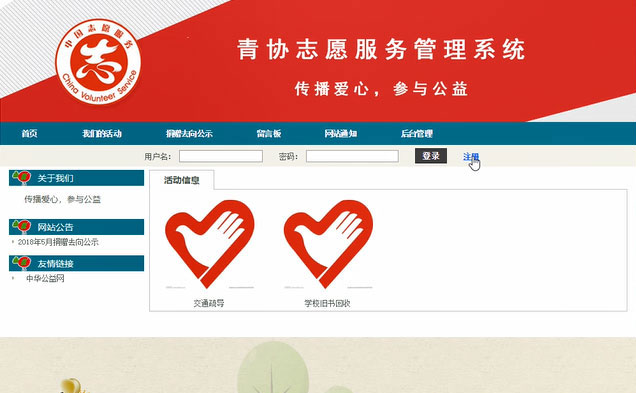 中国志愿服务
China Volunteer Service
青协志愿服务管理系统
传播爱心，参与公益
首页 我们的活动 捐赠去向公示 留言板 网站通知 后台管理
用户名： 密码： 登录 注册
关于我们
传播爱心，参与公益
网站公告
2018年5月捐赠去向公示
友情链接
中华公益网
活动信息
交通疏导 学校旧书回收